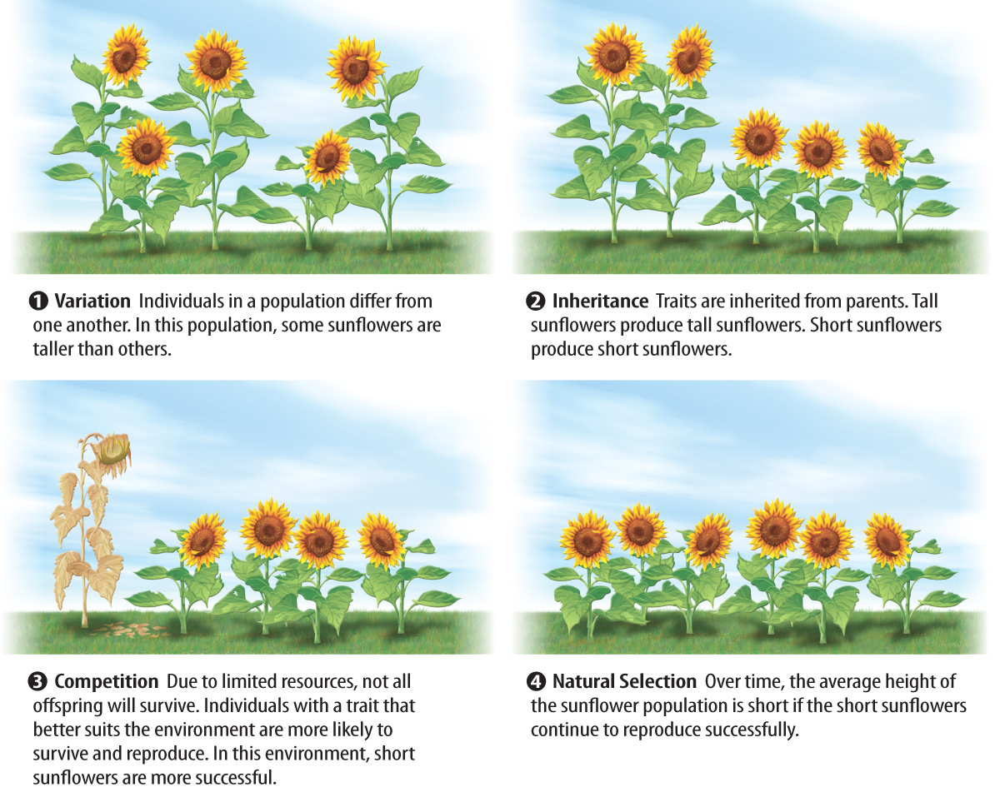 ❶ Variation Individuals in a population differ from
one another. In this population, some sunflowers are
taller than others.
❷ Inheritance Traits are inherited from parents. Tall
sunflowers produce tall sunflowers. Short sunflowers
produce short sunflowers.
❸ Competition Due to limited resources, not all
offspring will survive. Individuals with a trait that
better suits the environment are more likely to
survive and reproduce. In this environment, short
sunflowers are more successful.
❹ Natural Selection Over time, the average height of
the sunflower population is short if the short sunflowers
continue to reproduce successfully.